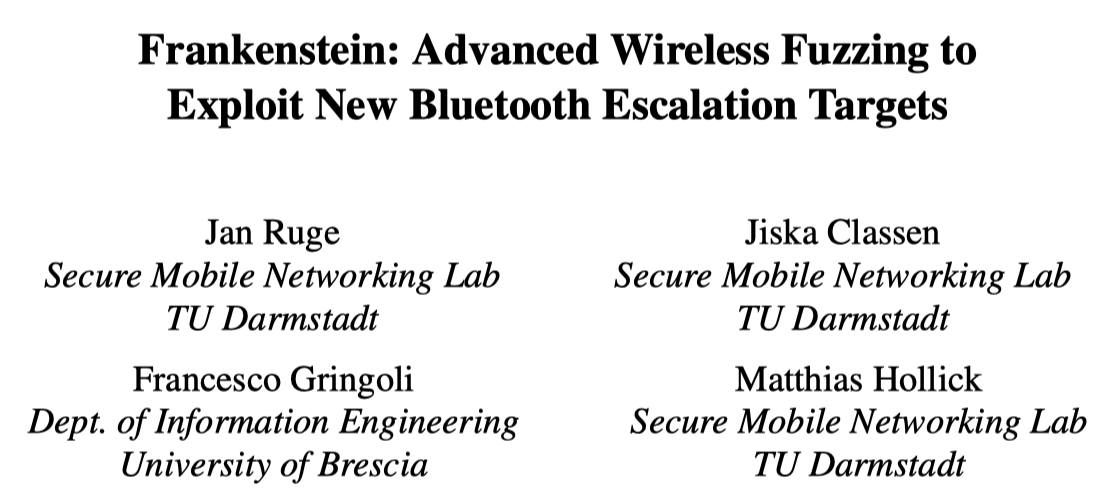 Frankenstein: Advanced Wireless Fuzzing to
Exploit New Bluetooth Escalation Targets
Jan Ruge
Secure Mobile Networking Lab
TU Darmstadt
Jiska Classen
Secure Mobile Networking Lab
TU Darmstadt
Francesco Gringoli
Dept. of Information Engineering
University of Brescia
Matthias Hollick
Secure Mobile Networking Lab
TU Darmstadt